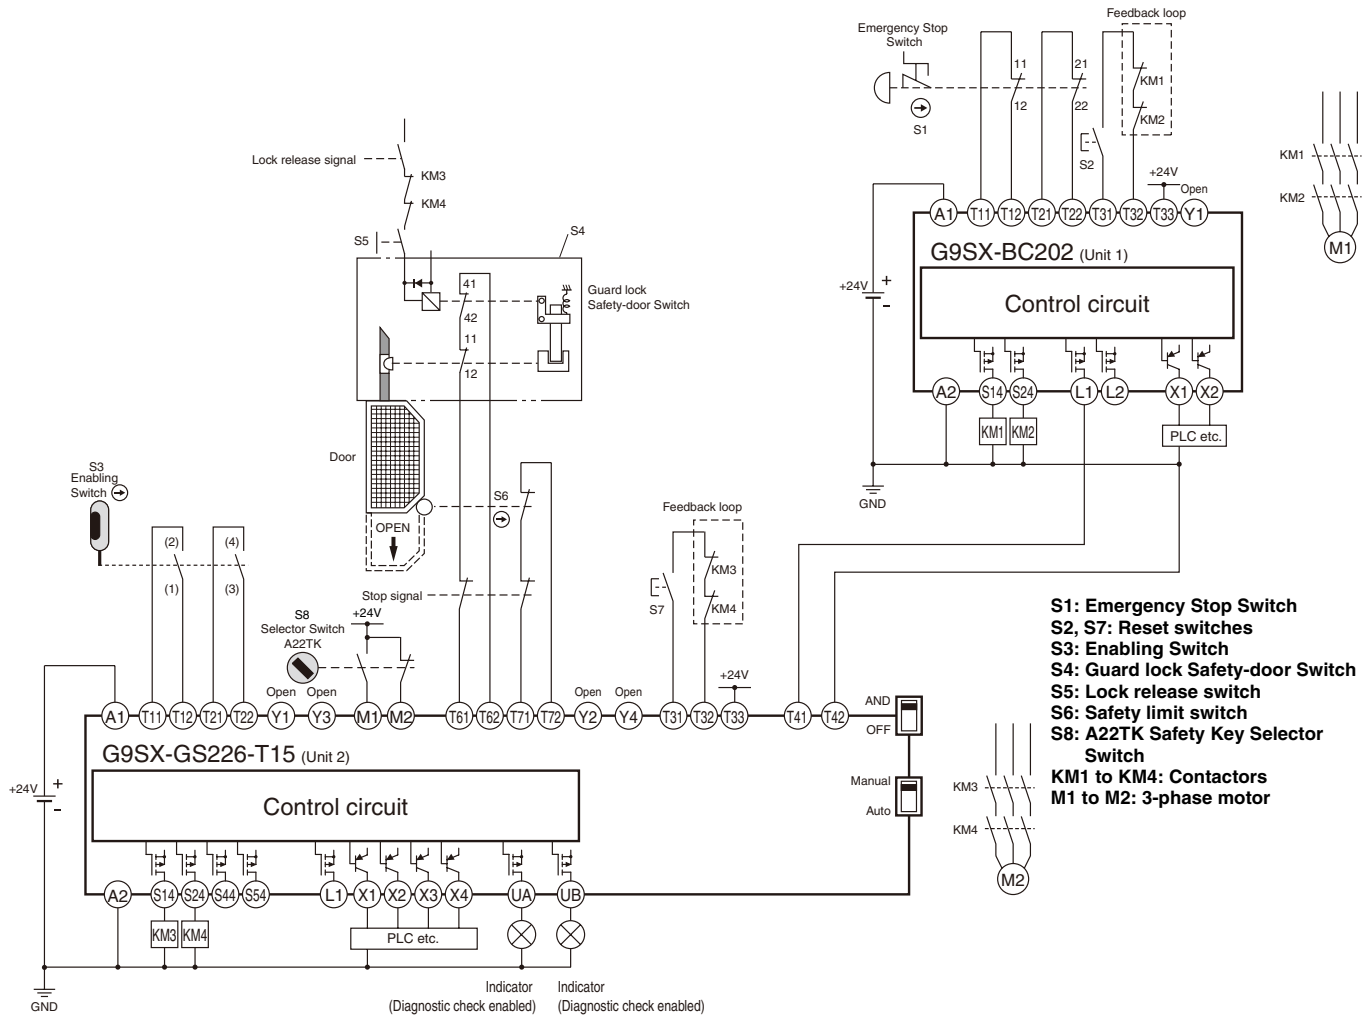 Feedback loop
Emergency Stop
Switch
11
21
KM1
12
22
KM2
S1
S2
+24V
Open
A1
T11
T12
T21
T22
T31
T32
T33
Y1
G9SX-BC202 (Unit 1)
+24V
+
-
Control circuit
A2
S14
S24
L1
L2
X1
X2
KM1
KM2
PLC etc.
GND
KM1
KM2
M1
Lock release signal
KM3
KM4
S5
S4
41
42
11
12
Guard lock
Safety-door Switch
Door
OPEN
S6
S3
Enabling
Switch
(2)
(4)
(1)
(3)
Stop signal
Feedback loop
KM3
KM4
S7
S8
Selector Switch
A22TK
+24V
+24V
Open
Open
Open
Open
A1
T11
T12
T21
T22
Y1
Y3
M1
M2
T61
T62
T71
T72
Y2
Y4
T31
T32
T33
T41
T42
AND
OFF
G9SX-GS226-T15 (Unit 2)
+24V
+
-
Control circuit
Manual
Auto
A2
S14
S24
S44
S54
L1
X1
X2
X3
X4
UA
UB
KM3
KM4
PLC etc.
GND
Indicator
(Diagnostic check enabled)
Indicator
(Diagnostic check enabled)
KM3
KM4
M2
S1: Emergency Stop Switch
S2, S7: Reset switches
S3: Enabling Switch
S4: Guard lock Safety-door Switch
S5: Lock release switch
S6: Safety limit switch
S8: A22TK Safety Key Selector
Switch
KM1 to KM4: Contactors
M1 to M2: 3-phase motor